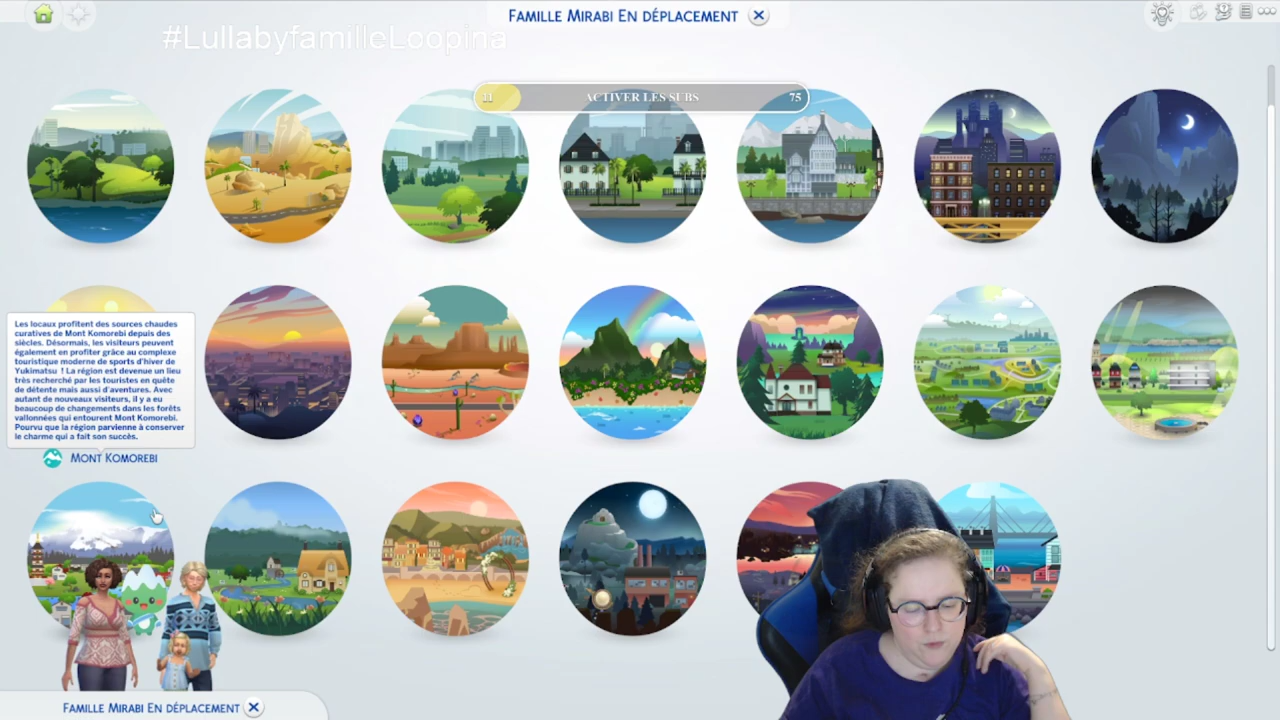 Famille Mirabi En déplacement
#LullabyfamilleLoopina
11 ACTIVER LES SUBS 75
Les locaux profitent des sources chaudes
curatives de Mont Komorebi depuis des
siècles. Désormais, les visiteurs peuvent
également en profiter grâce au complexe
touristique moderne de sports d'hiver de
Yukimatsu ! La région est devenue un lieu
très recherché par les touristes en quête
de détente mais aussi d'aventures. Avec
autant de nouveaux visiteurs, il y a eu
beaucoup de changements dans les forêts
vallonnées qui entourent Mont Komorebi.
Pourvu que la région parvienne à conserver
le charme qui a fait son succès.
Mont Komorebi
Famille Mirabi En déplacement